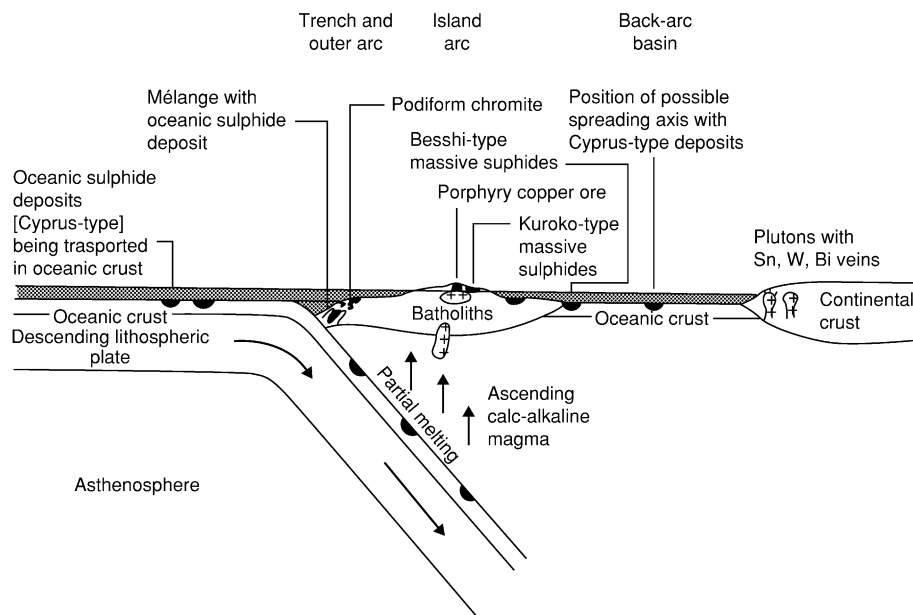 Trench and
outer arc
Island
arc
Back-arc
basin
Mélange with
oceanic sulphide
deposit
Podiform chromite
Besshi-type
massive suphides
Position of possible
spreading axis with
Cyprus-type deposits
Oceanic sulphide
deposits
[Cyprus-type]
being trasported
in oceanic crust
Porphyry copper ore
Kuroko-type
massive
sulphides
Plutons with
Sn, W, Bi veins
Oceanic crust
Batholiths
Oceanic crust
Continental
crust
Descending lithospheric
plate
Partial melting
Ascending
calc-alkaline
magma
Asthenosphere